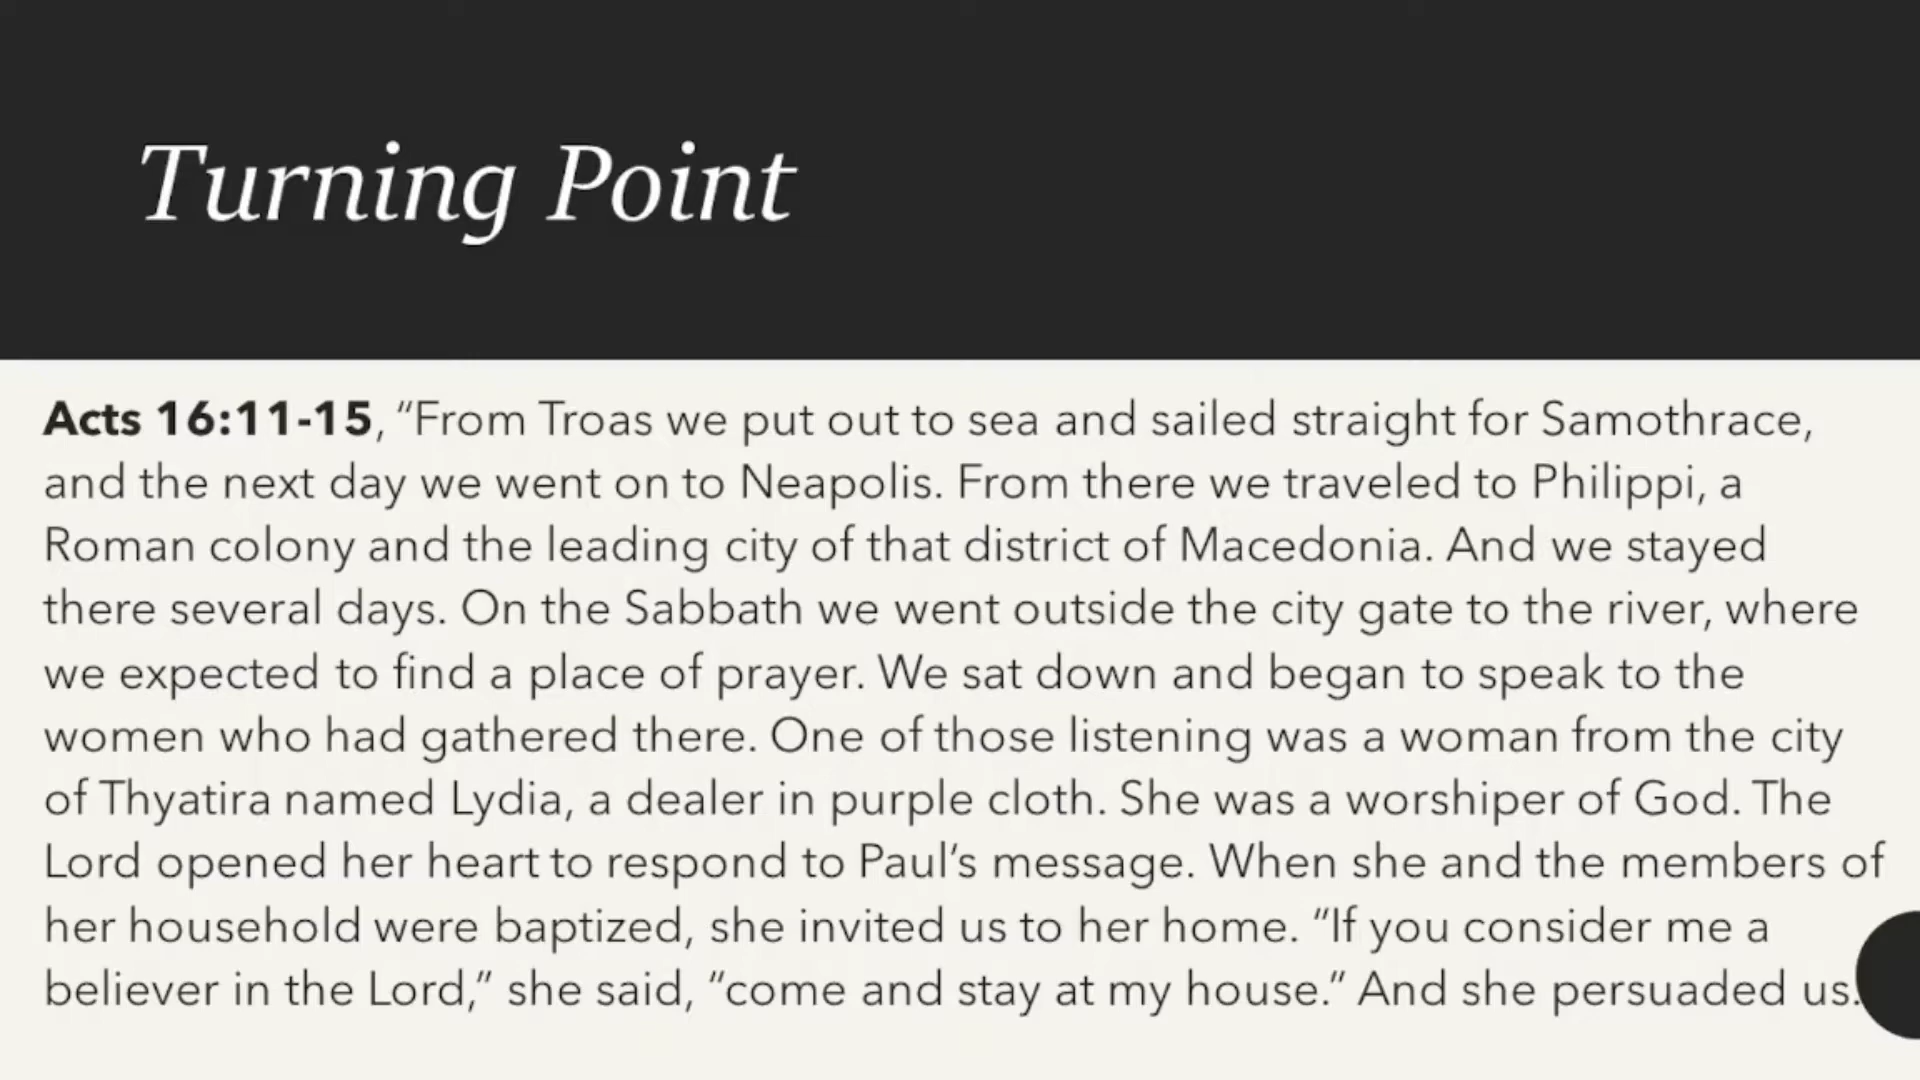 Turning Point
Acts 16:11-15, “From Troas we put out to sea and sailed straight for Samothrace,
and the next day we went on to Neapolis. From there we traveled to Philippi, a
Roman colony and the leading city of that district of Macedonia. And we stayed
there several days. On the Sabbath we went outside the city gate to the river, where
we expected to find a place of prayer. We sat down and began to speak to the
women who had gathered there. One of those listening was a woman from the city
of Thyatira named Lydia, a dealer in purple cloth. She was a worshiper of God. The
Lord opened her heart to respond to Paul’s message. When she and the members of
her household were baptized, she invited us to her home. “If you consider me a
believer in the Lord,” she said, “come and stay at my house.” And she persuaded us.